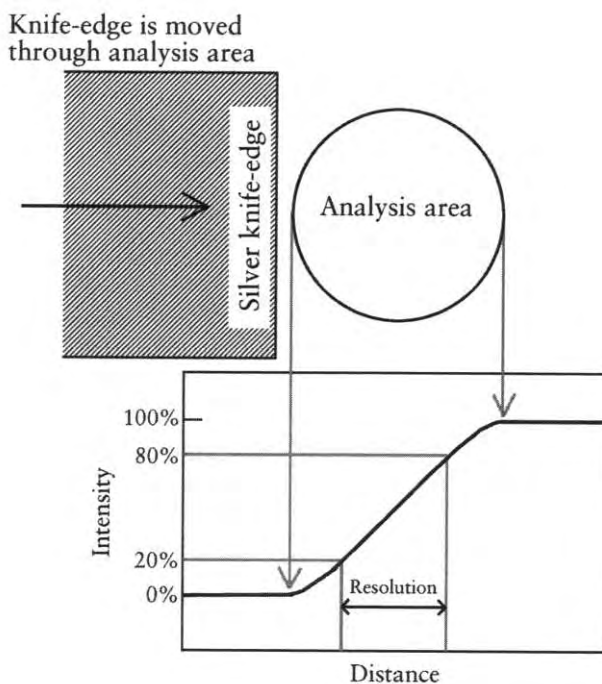 Knife-edge is moved
through analysis area
Silver knife-edge
Analysis area
100%
80%
20%
0%
Intensity
Resolution
Distance